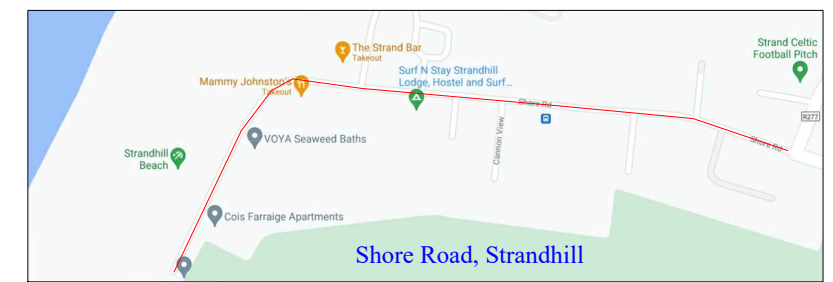 The Strand Bar
Takeout
Strand Celtic
Football Pitch
Surf N Stay Strandhill
Lodge, Hostel and Surf...
Mammy Johnston's
Takeout
Shore Rd
R277
Cannon View
VOYA Seaweed Baths
Shore Rd
Strandhill
Beach
Cois Farraige Apartments
Shore Road, Strandhill